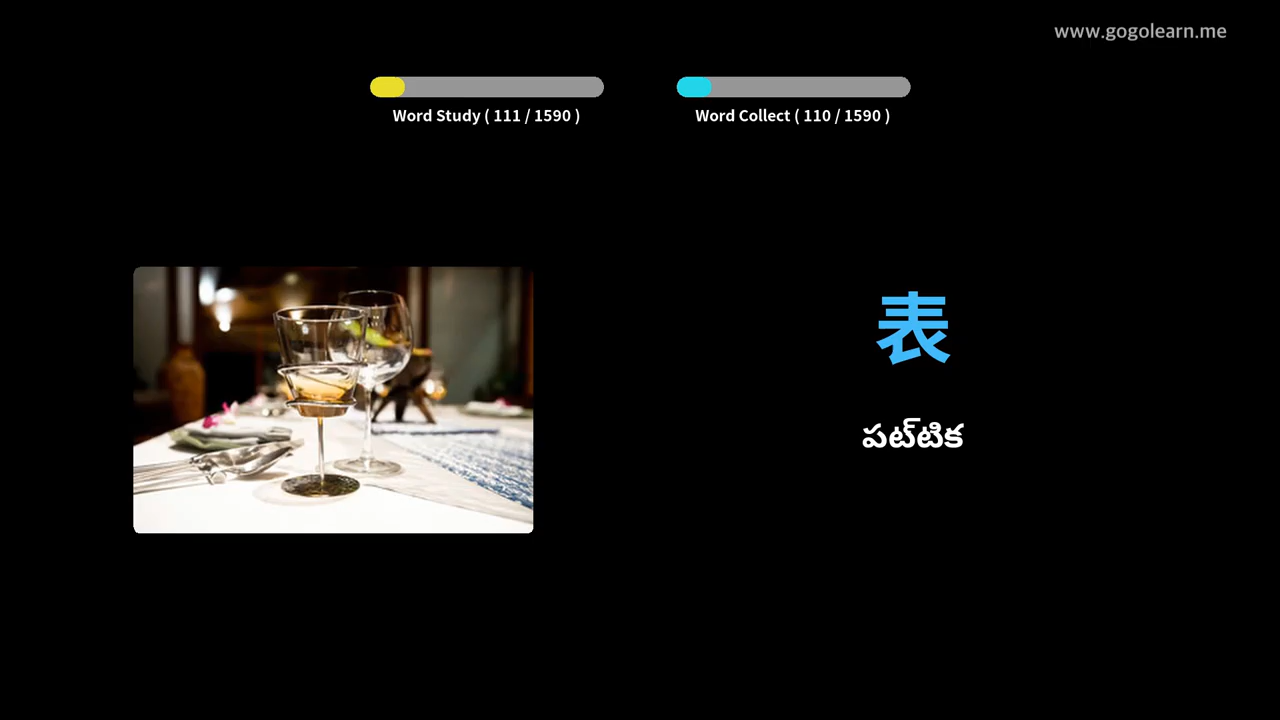 www.gogolearn.me
Word Study ( 111 / 1590 )
Word Collect ( 110 / 1590 )
表
పట్‌టిక